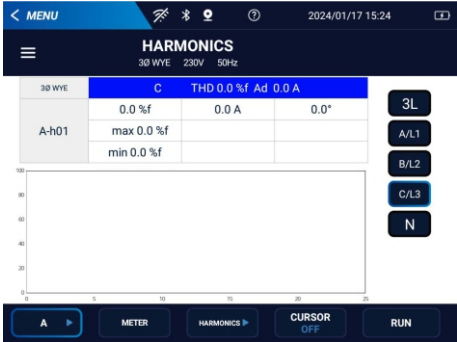 < MENU 2024/01/17 15:24
HARMONICS
3Ø WYE 230V 50Hz
3Ø WYE C THD 0.0 %f Ad 0.0 A
A-h01 0.0 %f 0.0 A 0.0°
max 0.0 %f
min 0.0 %f
3L
A/L1
B/L2
C/L3
N
100
80
60
40
20
0
0 5 10 15 20 25
A METER HARMONICS CURSOR OFF RUN